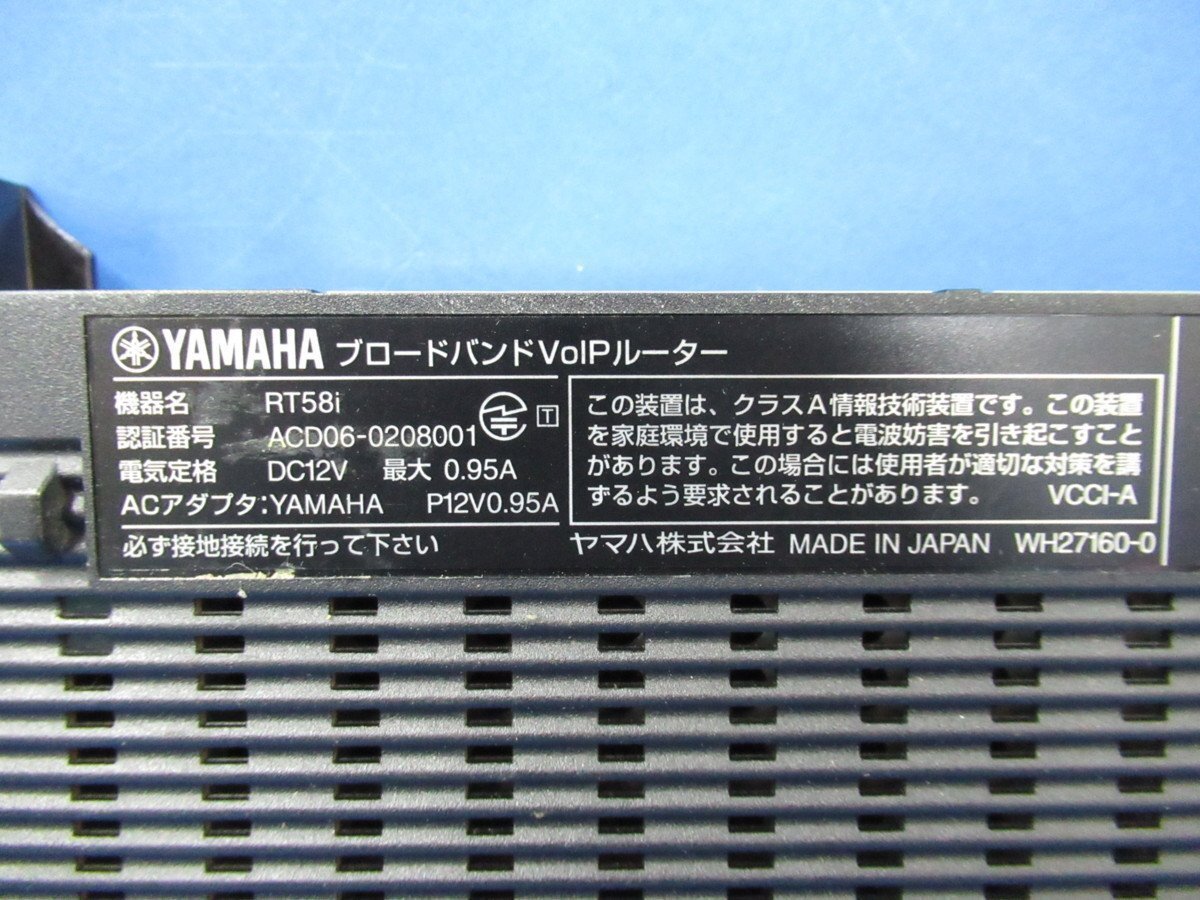 YAMAHA ブロードバンドVoIPルーター
機器名 RT58i
認証番号 ACD06-0208001 T
電気定格 DC12V 最大 0.95A
ACアダプタ:YAMAHA P12V0.95A
必ず接地接続を行って下さい
この装置は、クラスA情報技術装置です。この装置
を家庭環境で使用すると電波妨害を引き起こすこと
があります。この場合には使用者が適切な対策を講
ずるよう要求されることがあります。 VCCI-A
ヤマハ株式会社 MADE IN JAPAN WH27160-0